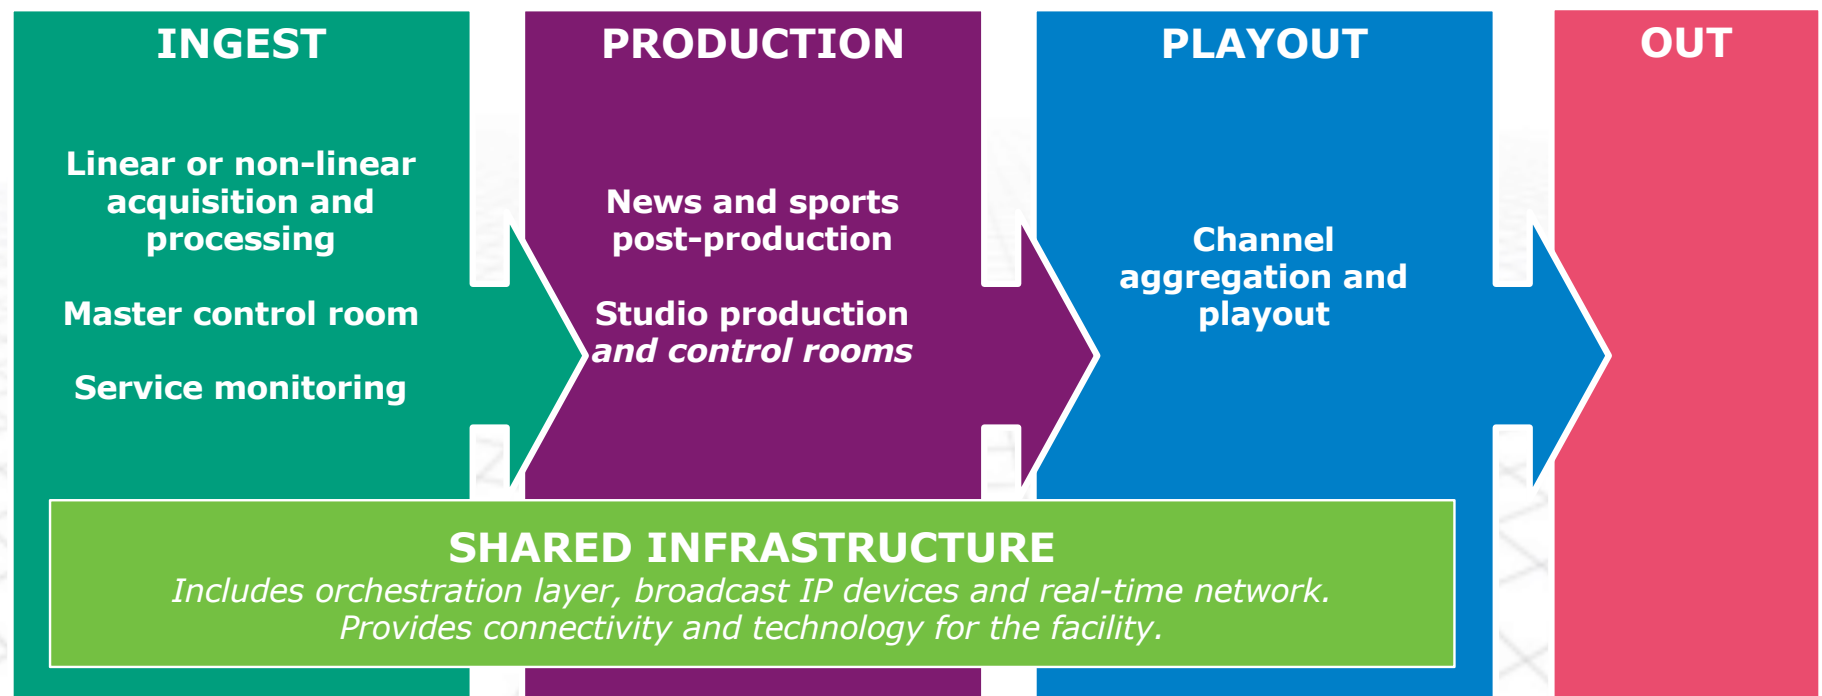 INGEST
Linear or non-linear
acquisition and
processing
Master control room
Service monitoring
PRODUCTION
News and sports
post-production
Studio production
and control rooms
PLAYOUT
Channel
aggregation and
playout
OUT
SHARED INFRASTRUCTURE
Includes orchestration layer, broadcast IP devices and real-time network.
Provides connectivity and technology for the facility.